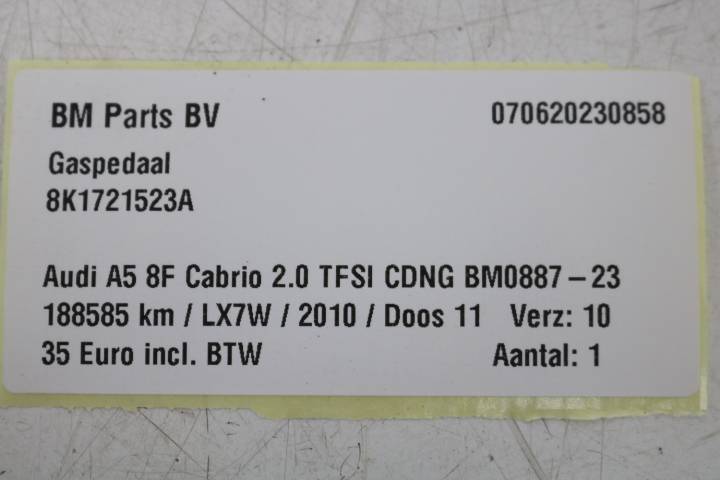 BM Parts BV 070620230858
Gaspedaal
8K1721523A
Audi A5 8F Cabrio 2.0 TFSI CDNG BM0887-23
188585 km / LX7W / 2010 / Doos 11 Verz: 10
35 Euro incl. BTW Aantal: 1